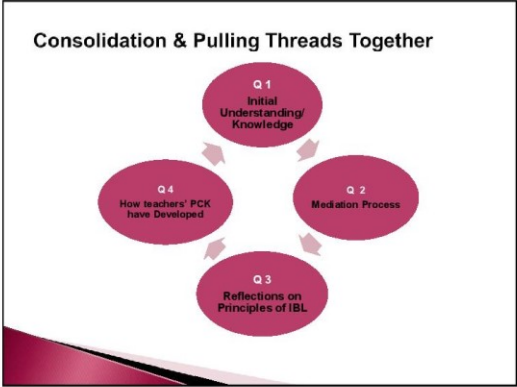 Consolidation & Pulling Threads Together
Q 1
Initial
Understanding/
Knowledge
Q 2
Mediation Process
Q 3
Reflections on
Principles of IBL
Q 4
How teachers' PCK
have Developed